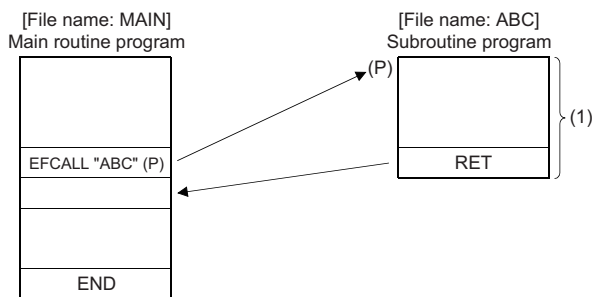 [File name: MAIN]
Main routine program
EFCALL "ABC" (P)
END
[File name: ABC]
Subroutine program
(P)
(1)
RET